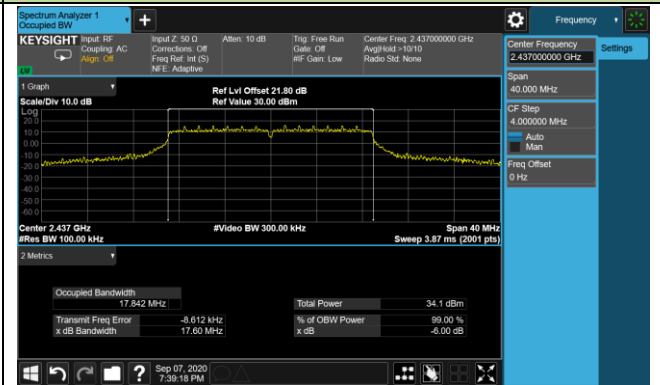 Spectrum Analyzer 1
Occupied BW
+
Frequency
KEYSIGHT
Input: RF
Coupling: AC
Align: Off
Input Z: 50 Ω
Corrections: Off
Freq Ref: Int (S)
NFE: Adaptive
Atten: 10 dB
Trig: Free Run
Gate: Off
#IF Gain: Low
Center Freq: 2.437000000 GHz
Avg|Hold:>10/10
Radio Std: None
Center Frequency
2.437000000 GHz
Settings
Span
40.000 MHz
CF Step
4.000000 MHz
Auto
Man
Freq Offset
0 Hz
1 Graph
Scale/Div 10.0 dB
Ref Lvl Offset 21.80 dB
Ref Value 30.00 dBm
Log
20.0
10.0
0.00
-10.0
-20.0
-30.0
-40.0
-50.0
-60.0
Center 2.437 GHz
#Res BW 100.00 kHz
#Video BW 300.00 kHz
Span 40 MHz
Sweep 3.87 ms (2001 pts)
2 Metrics
Occupied Bandwidth
17.842 MHz
Total Power 34.1 dBm
Transmit Freq Error -8.612 kHz
% of OBW Power 99.00 %
x dB Bandwidth 17.60 MHz
x dB -6.00 dB
?
Sep 07, 2020
7:39:18 PM